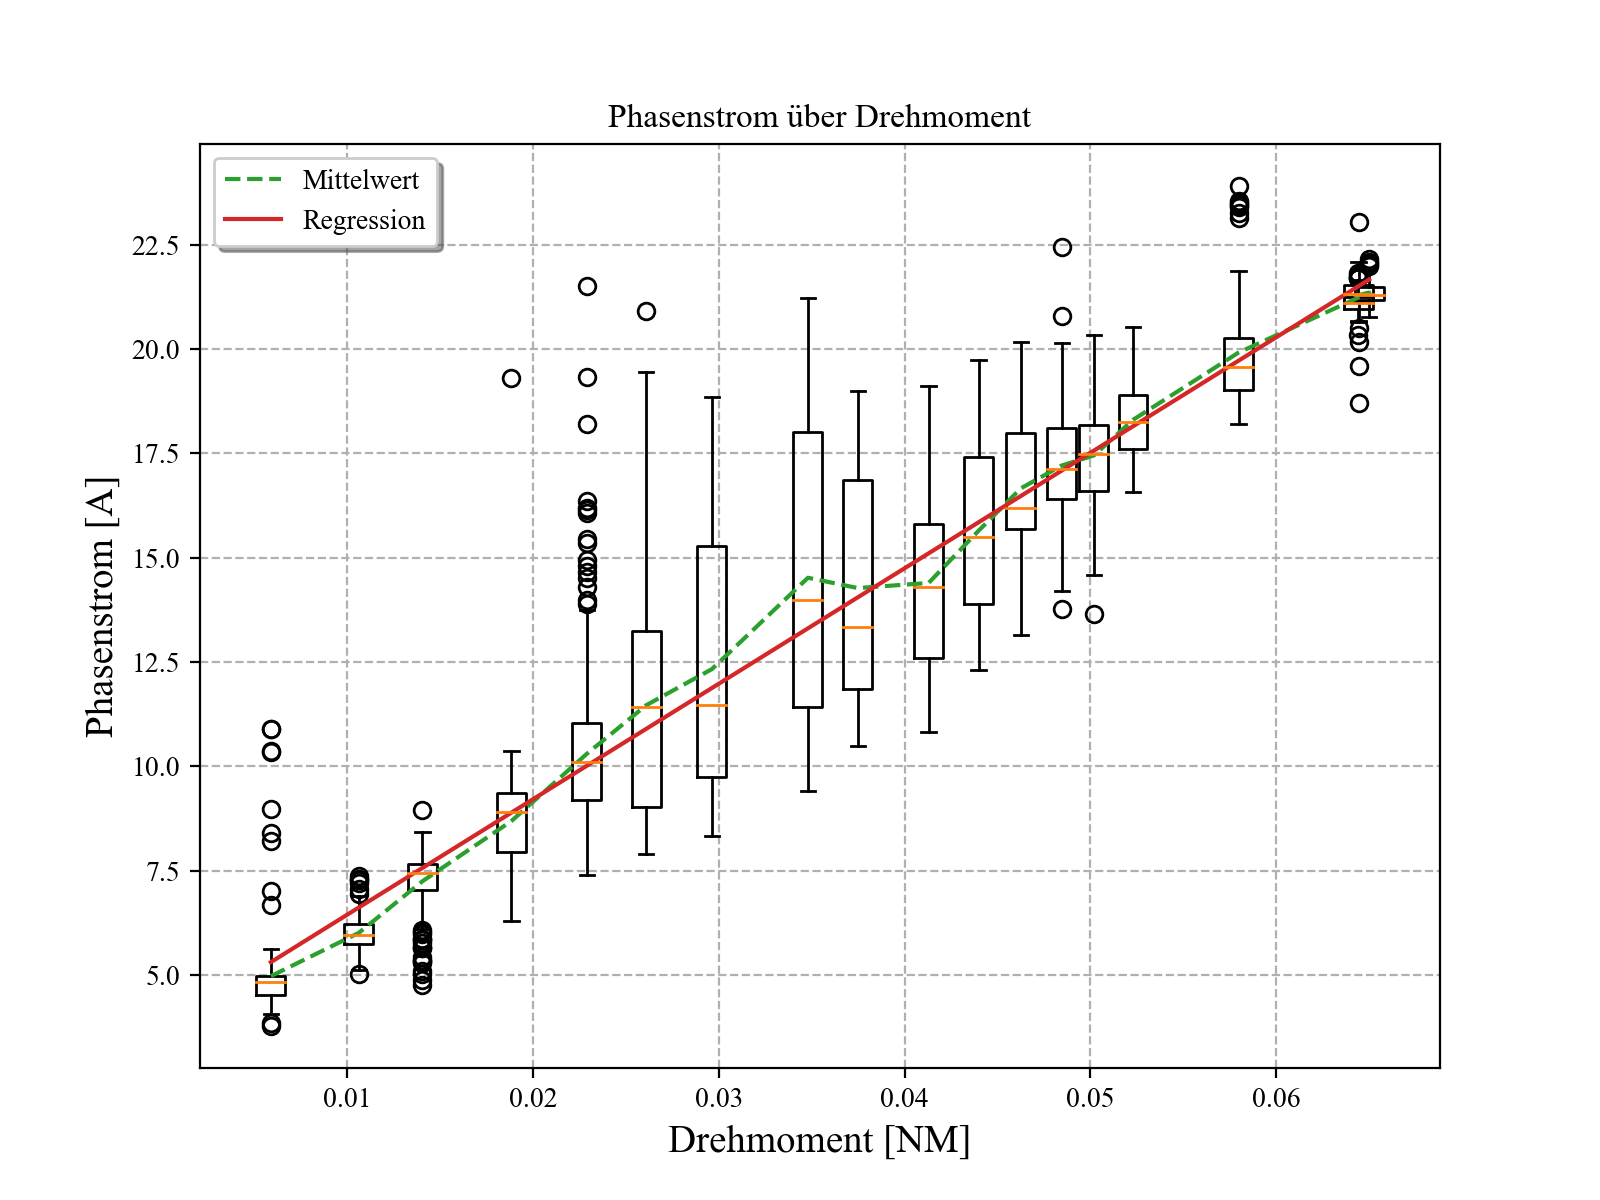 Phasenstrom über Drehmoment
Mittelwert
Regression
Phasenstrom [A]
22.5
20.0
17.5
15.0
12.5
10.0
7.5
5.0
0.01 0.02 0.03 0.04 0.05 0.06
Drehmoment [NM]